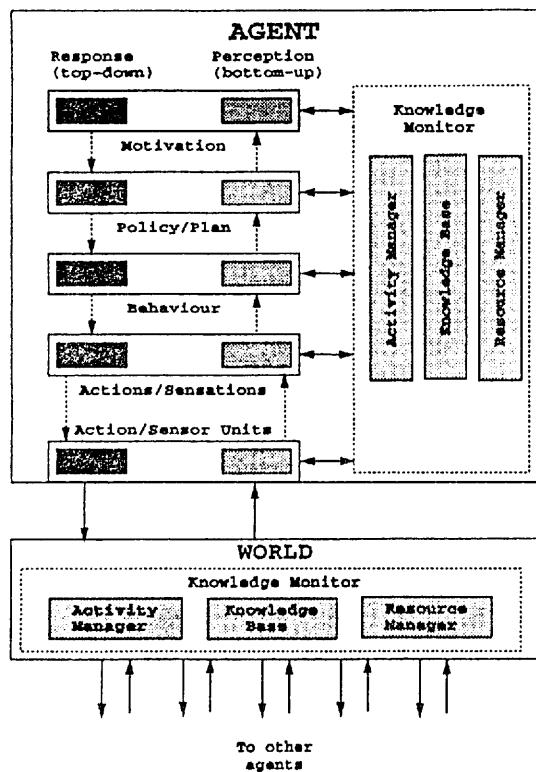 AGENT
Response
(top-down)
Perception
(bottom-up)
Knowledge
Monitor
Motivation
Policy/Plan
Behaviour
Actions/Sensations
Action/Sensor Units
Activity Manager
Knowledge Base
Resource Manager
WORLD
Knowledge Monitor
Activity
Manager
Knowledge
Base
Resource
Manager
To other
agents